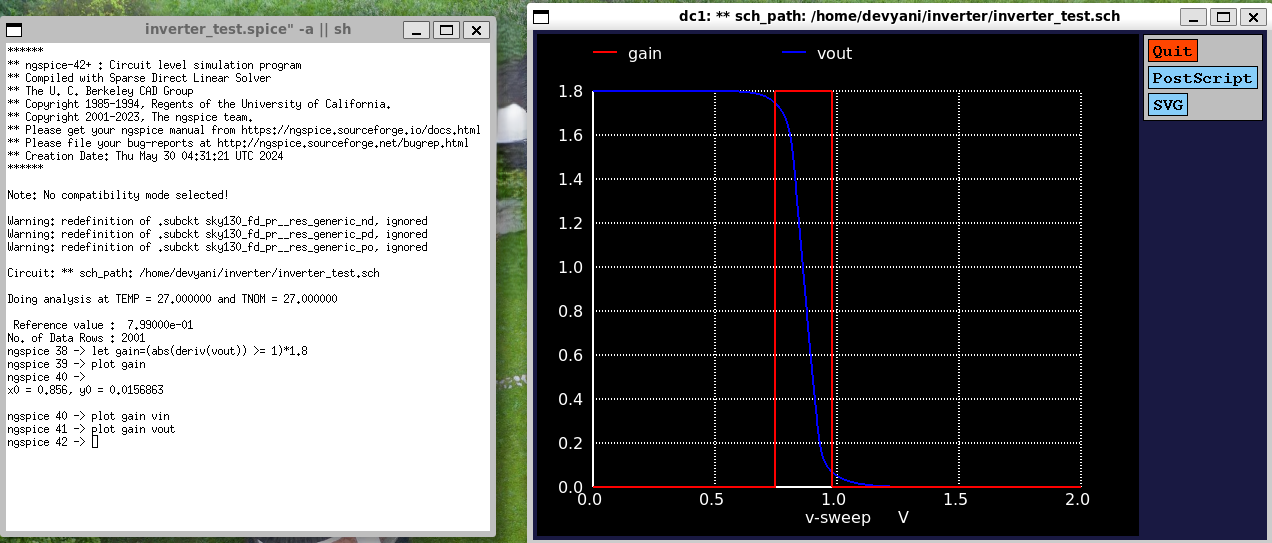 inverter_test.spice" -a || sh
******
** ngspice-42+ : Circuit level simulation program
** Compiled with Sparse Direct Linear Solver
** The U. C. Berkeley CAD Group
** Copyright 1985-1994, Regents of the University of California.
** Copyright 2001-2023, The ngspice team.
** Please get your ngspice manual from https://ngspice.sourceforge.io/docs.html
** Please file your bug-reports at http://ngspice.sourceforge.net/bugrep.html
** Creation Date: Thu May 30 04:31:21 UTC 2024
******
Note: No compatibility mode selected!
Warning: redefinition of .subckt sky130_fd_pr__res_generic_nd, ignored
Warning: redefinition of .subckt sky130_fd_pr__res_generic_pd, ignored
Warning: redefinition of .subckt sky130_fd_pr__res_generic_po, ignored
Circuit: ** sch_path: /home/devyani/inverter/inverter_test.sch
Doing analysis at TEMP = 27.000000 and TNOM = 27.000000
Reference value :  7.99000e-01
No. of Data Rows : 2001
ngspice 38 -> let gain=(abs(deriv(vout)) >= 1)*1.8
ngspice 39 -> plot gain
ngspice 40 ->
x0 = 0.856, y0 = 0.0156863
ngspice 40 -> plot gain vin
ngspice 41 -> plot gain vout
ngspice 42 ->
dc1: ** sch_path: /home/devyani/inverter/inverter_test.sch
gain vout
1.8
1.6
1.4
1.2
1.0
0.8
0.6
0.4
0.2
0.0
0.0 0.5 1.0 1.5 2.0
v-sweep V
Quit
PostScript
SVG